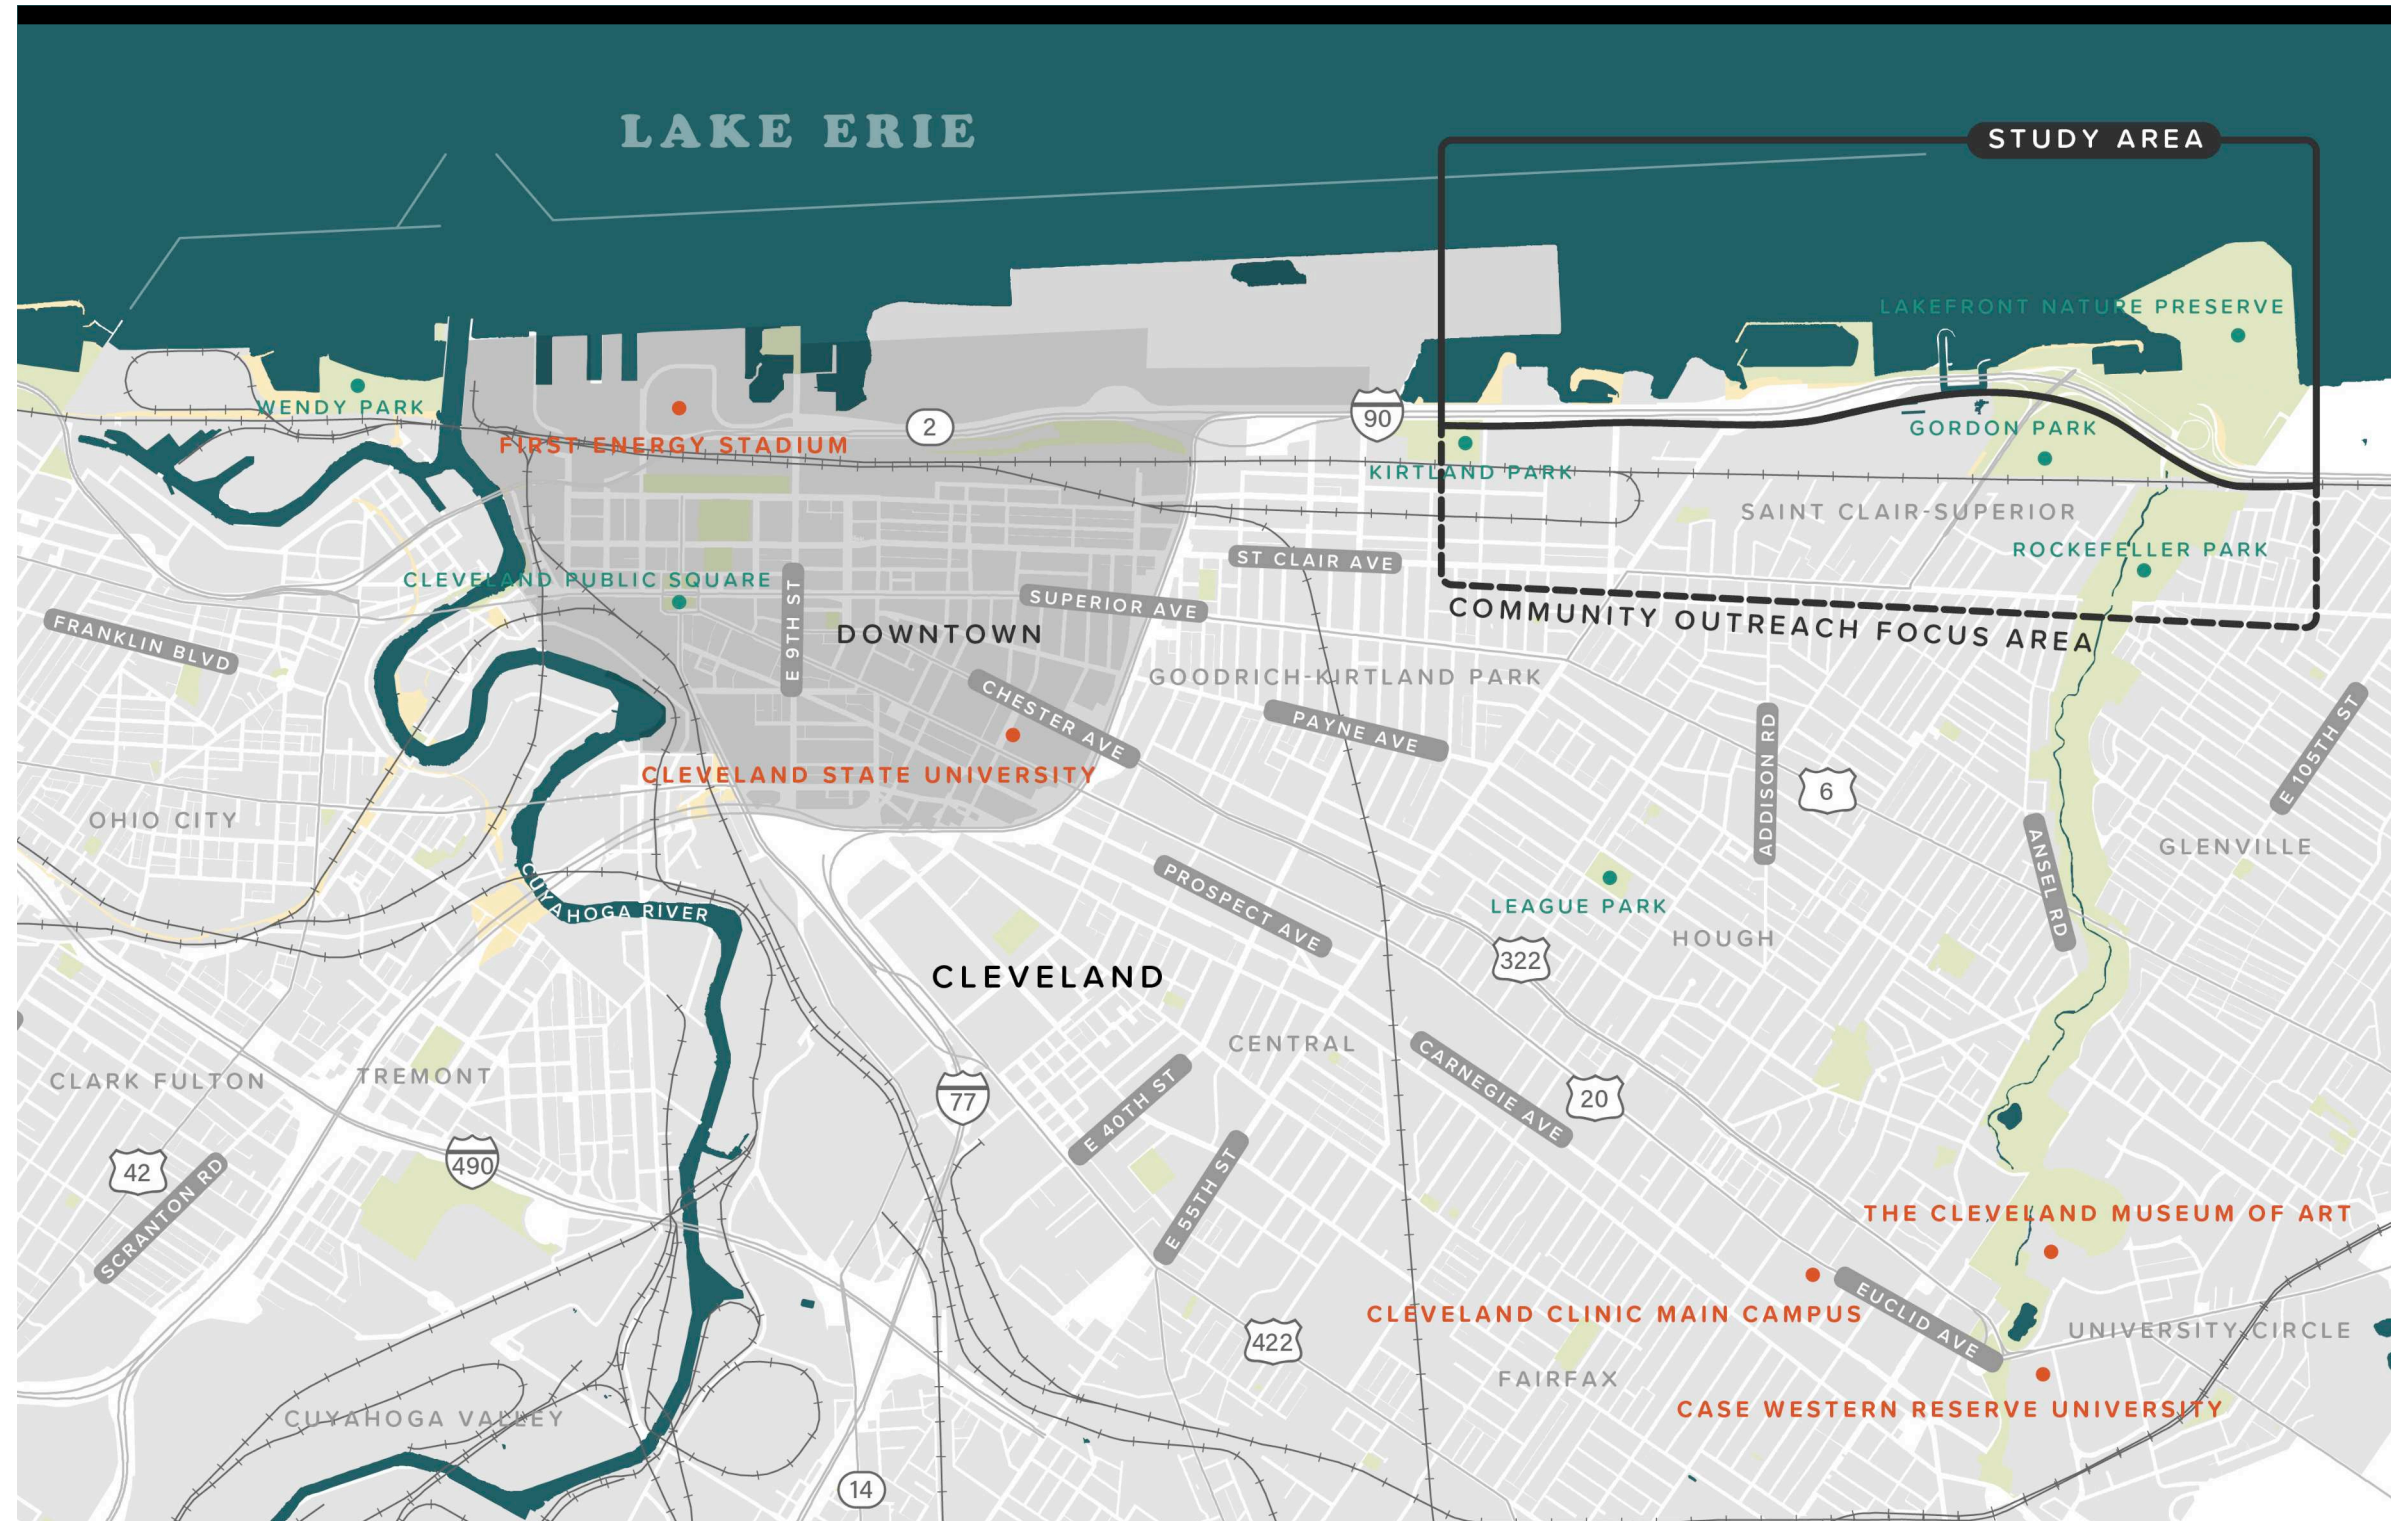 LAKE ERIE
STUDY AREA
LAKEFRONT NATURE PRESERVE
WENDY PARK
2
90
FIRST ENERGY STADIUM
GORDON PARK
KIRTLAND PARK
SAINT CLAIR-SUPERIOR
ROCKEFELLER PARK
ST CLAIR AVE
CLEVELAND PUBLIC SQUARE
SUPERIOR AVE
COMMUNITY OUTREACH FOCUS AREA
E 9TH ST
DOWNTOWN
FRANKLIN BLVD
GOODRICH-KIRTLAND PARK
CHESTER AVE
PAYNE AVE
ADDISON RD
E 105TH ST
CLEVELAND STATE UNIVERSITY
6
OHIO CITY
ANSEL RD
GLENVILLE
PROSPECT AVE
LEAGUE PARK
CUYAHOGA RIVER
HOUGH
322
CLEVELAND
CENTRAL
CARNEGIE AVE
20
77
CLARK FULTON
TREMONT
E 40TH ST
490
42
SCRANTON RD
E 55TH ST
THE CLEVELAND MUSEUM OF ART
CLEVELAND CLINIC MAIN CAMPUS
EUCLID AVE
UNIVERSITY CIRCLE
422
FAIRFAX
CASE WESTERN RESERVE UNIVERSITY
CUYAHOGA VALLEY
14